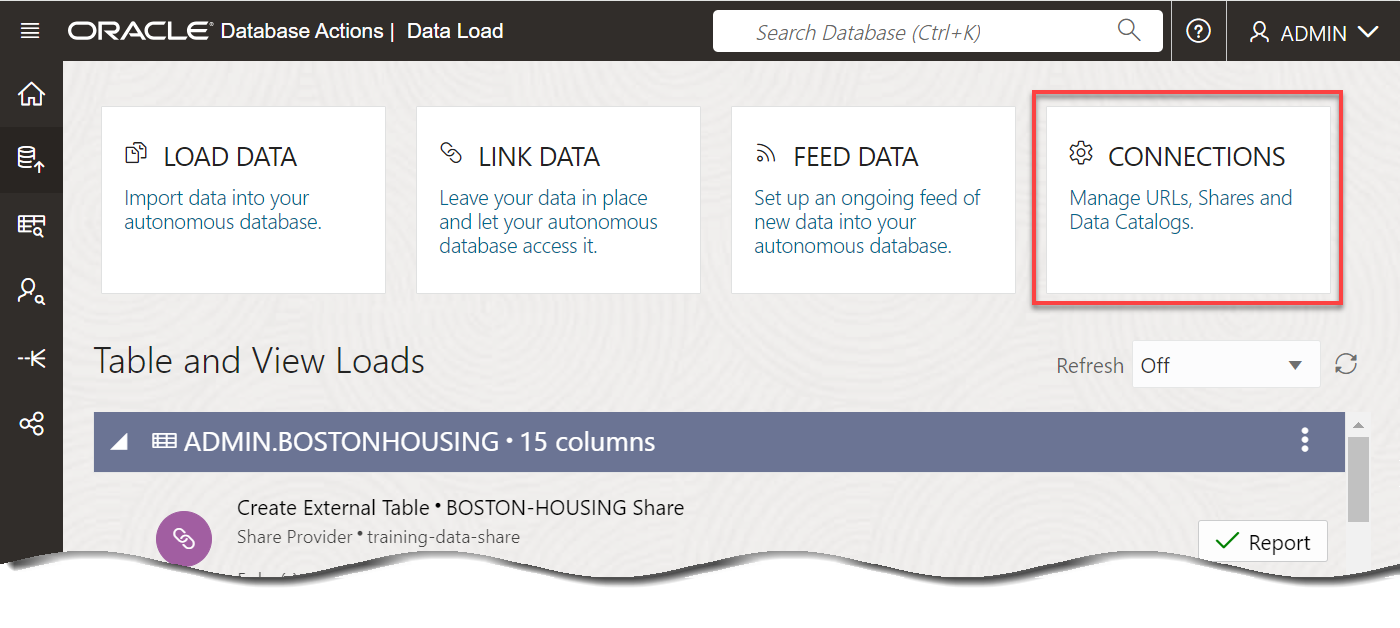 ORACLE Database Actions | Data Load
Search Database (Ctrl+K)
ADMIN
LOAD DATA
Import data into your
autonomous database.
LINK DATA
Leave your data in place
and let your autonomous
database access it.
FEED DATA
Set up an ongoing feed of
new data into your
autonomous database.
CONNECTIONS
Manage URLs, Shares and
Data Catalogs.
Table and View Loads
Refresh
Off
ADMIN.BOSTONHOUSING • 15 columns
Create External Table • BOSTON-HOUSING Share
Share Provider • training-data-share
Report